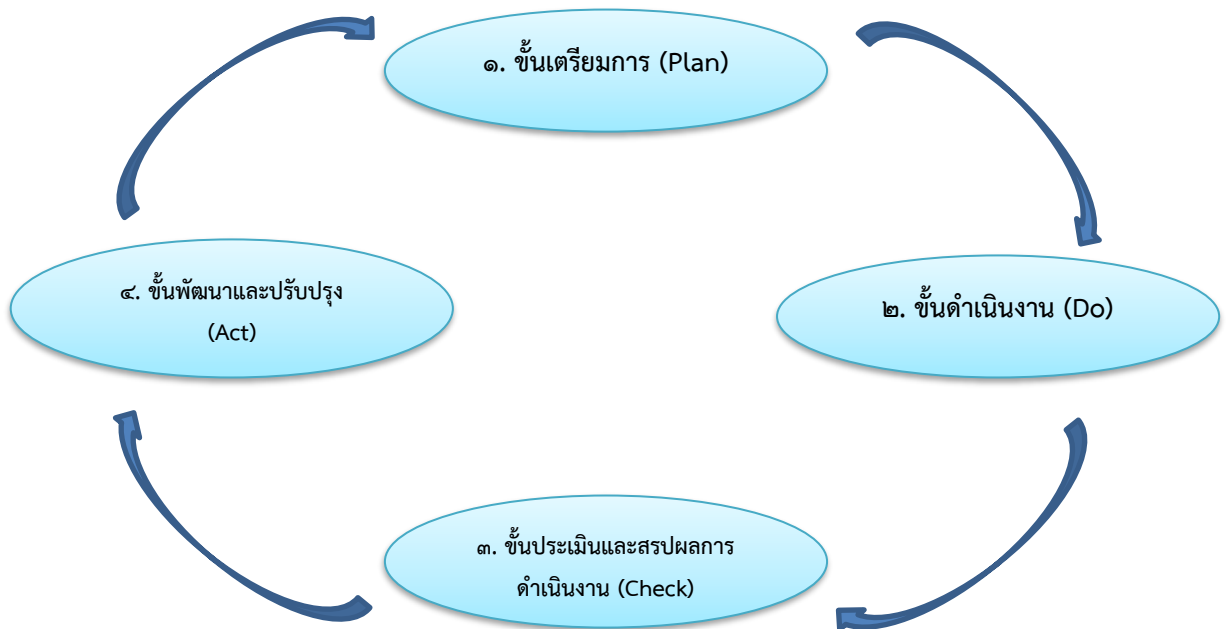 ๑. ขั้นเตรียมการ (Plan)
๒. ขั้นดำเนินงาน (Do)
๓. ขั้นประเมินและสรปผลการ
ดำเนินงาน (Check)
๔. ขั้นพัฒนาและปรับปรุง
(Act)